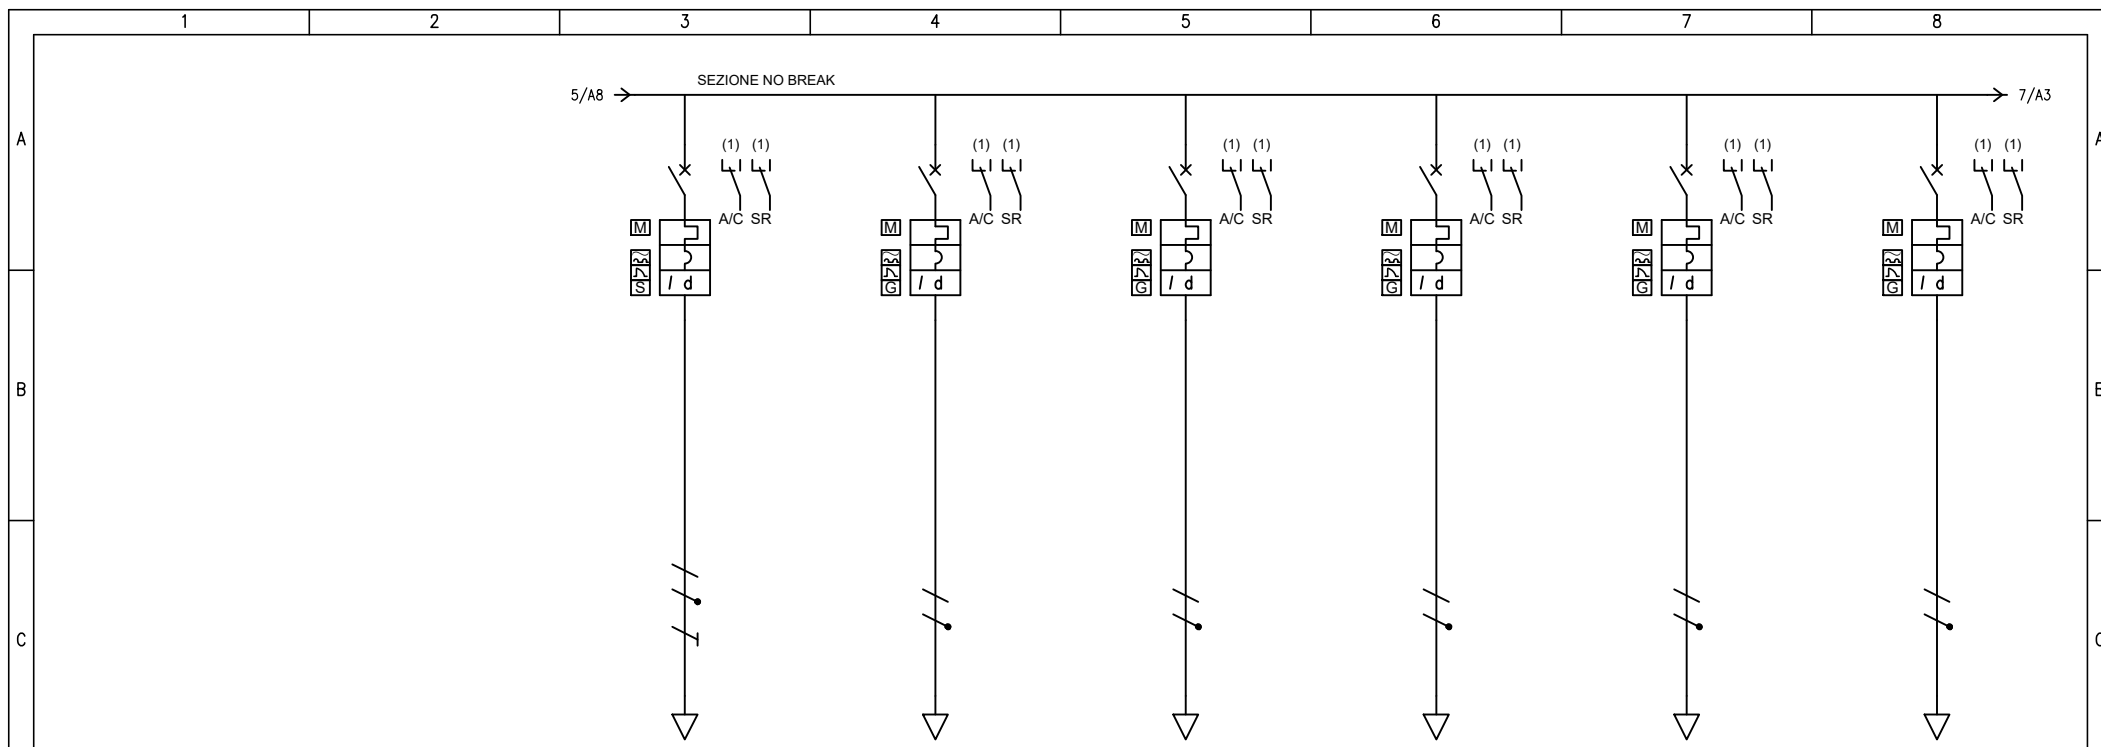 1 2 3 4 5 6 7 8
SEZIONE NO BREAK
5/A8 7/A3
A A
(1) (1) (1) (1) (1) (1) (1) (1) (1) (1) (1) (1)
A/C SR A/C SR A/C SR A/C SR A/C SR A/C SR
M M M M M M
S I d G I d G I d G I d G I d G I d
B B
C C